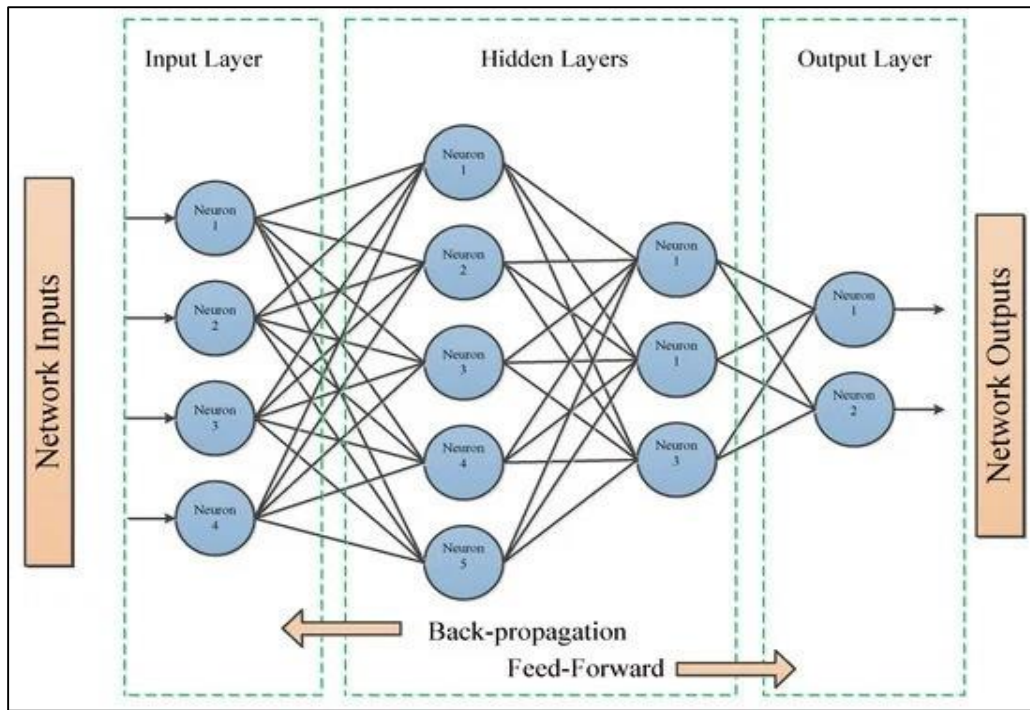 Input Layer
Hidden Layers
Output Layer
Network Inputs
Neuron
1
Neuron
2
Neuron
3
Neuron
4
Neuron
1
Neuron
2
Neuron
3
Neuron
4
Neuron
5
Neuron
1
Neuron
1
Neuron
3
Neuron
1
Neuron
2
Network Outputs
Back-propagation
Feed-Forward